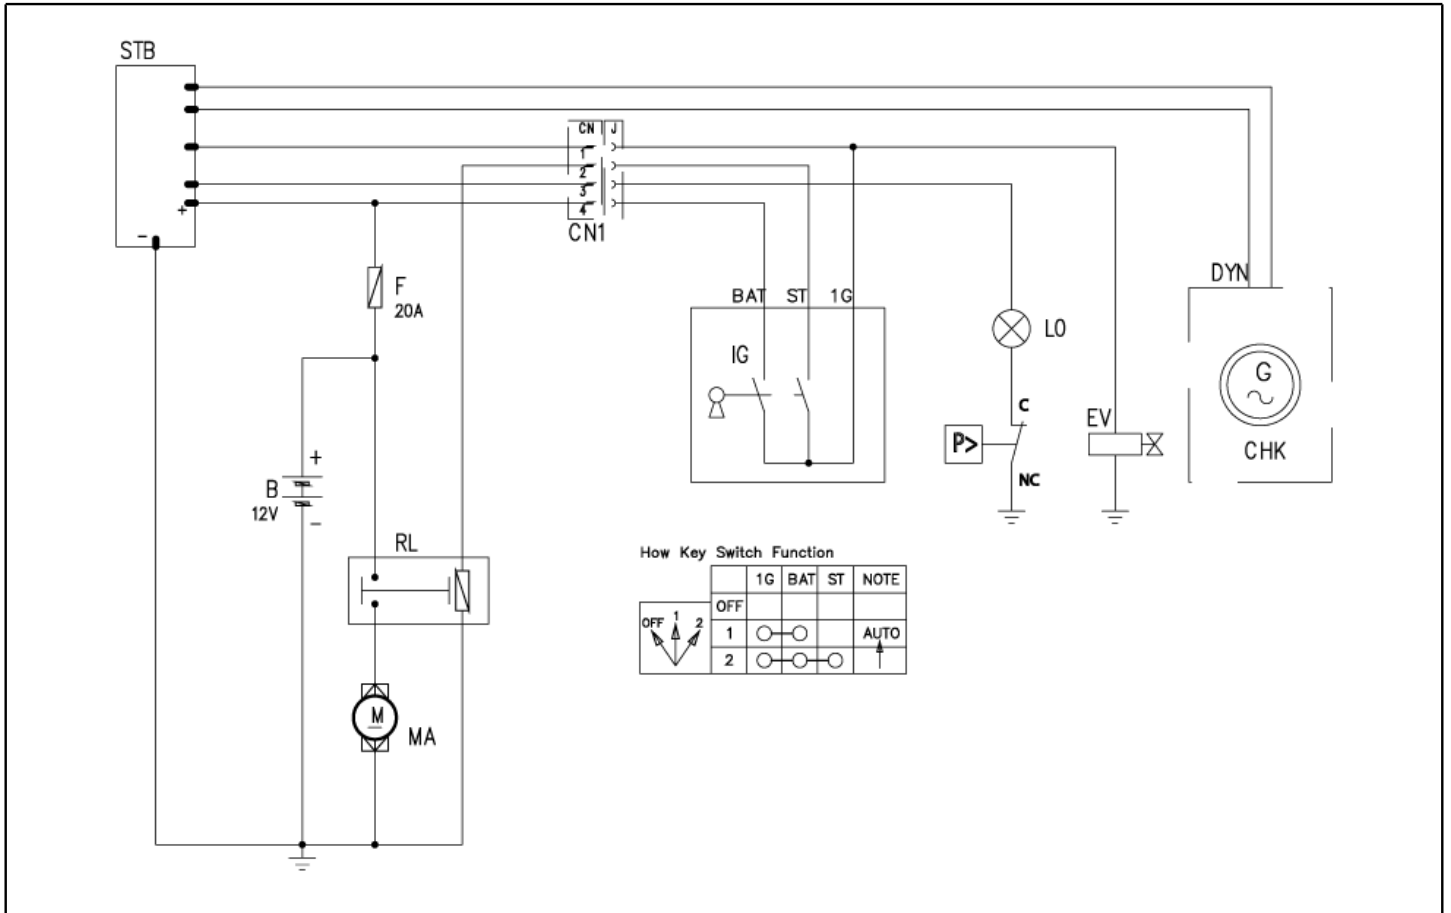 STB
CN J
1
2
3
+ 4
- CN1
DYN
F BAT ST 1G
20A
LO
IG
G
C
EV
P> CHK
+
B NC
12V
-
RL
How Key Switch Function
1G BAT ST NOTE
OFF
OFF 1 2
1 AUTO
2
M
MA